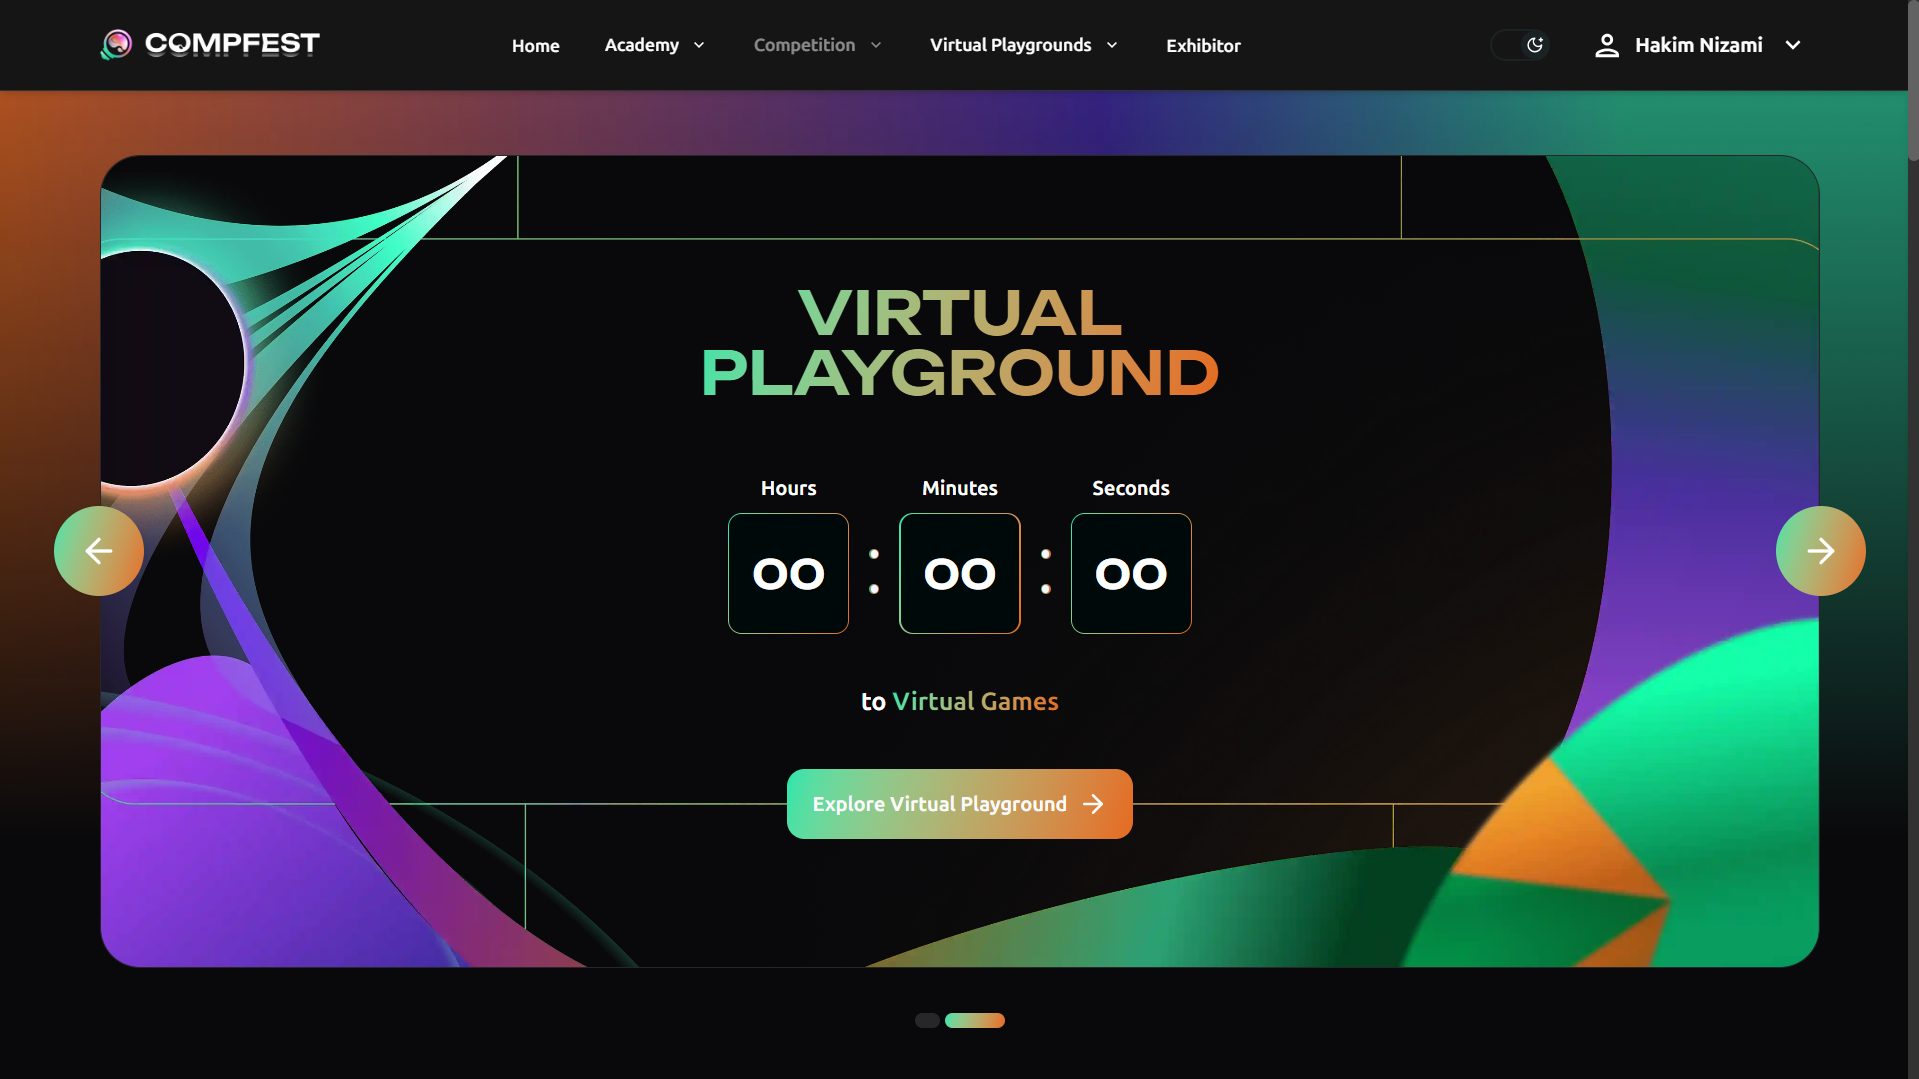 COMPFEST
Home Academy Competition Virtual Playgrounds Exhibitor
Hakim Nizami
VIRTUAL
PLAYGROUND
Hours Minutes Seconds
00 : 00 : 00
to Virtual Games
Explore Virtual Playground